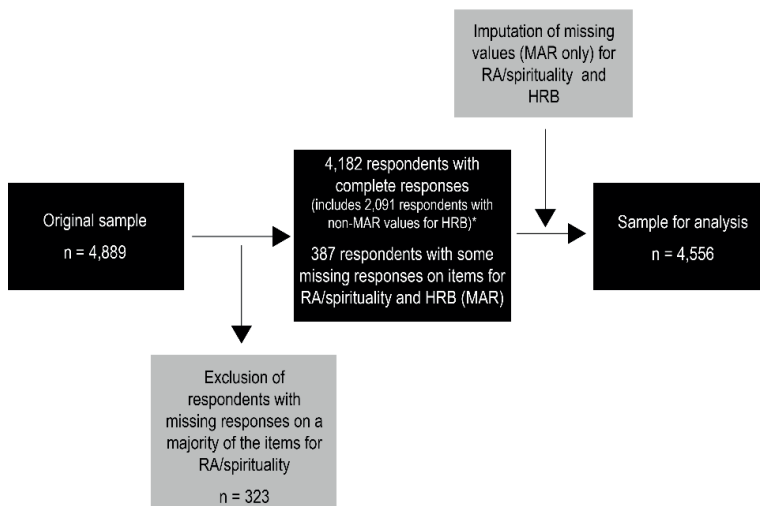 Imputation of missing
values (MAR only) for
RA/spirituality and
HRB
Original sample
n = 4,889
4,182 respondents with
complete responses
(includes 2,091 respondents with
non-MAR values for HRB)*
387 respondents with some
missing responses on items for
RA/spirituality and HRB (MAR)
Sample for analysis
n = 4,556
Exclusion of
respondents with
missing responses on a
majority of the items for
RA/spirituality
n = 323